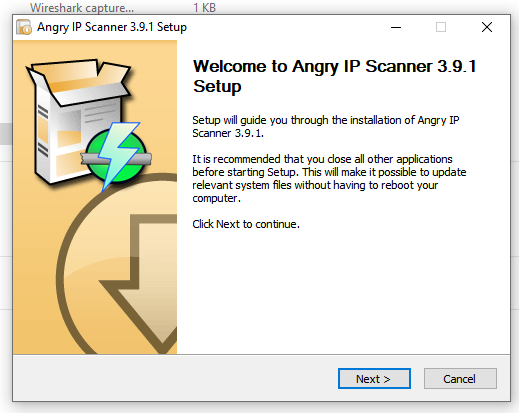 Wireshark capture... 1 KB
Angry IP Scanner 3.9.1 Setup
Welcome to Angry IP Scanner 3.9.1
Setup
Setup will guide you through the installation of Angry IP
Scanner 3.9.1.
It is recommended that you close all other applications
before starting Setup. This will make it possible to update
relevant system files without having to reboot your
computer.
Click Next to continue.
Next > Cancel